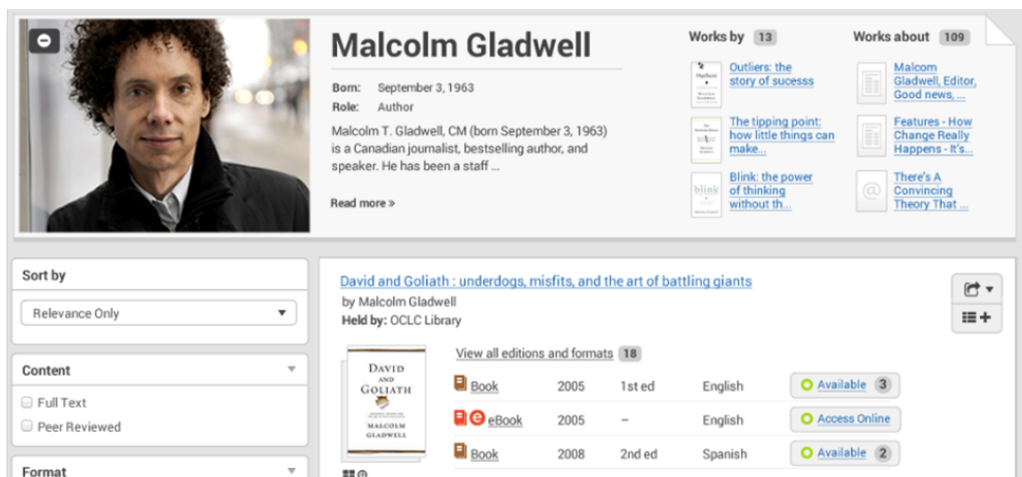 Malcolm Gladwell
Born: September 3, 1963
Role: Author
Malcolm T. Gladwell, CM (born September 3, 1963)
is a Canadian journalist, bestselling author, and
speaker. He has been a staff ...
Read more »
Works by 13
Outliers: the
story of sucesss
The tipping point:
how little things can
make...
Blink: the power
of thinking
without th...
Works about 109
Malcom
Gladwell, Editor,
Good news, ...
Features - How
Change Really
Happens - It's...
There's A
Convincing
Theory That ...
Sort by
Relevance Only
Content
Full Text
Peer Reviewed
Format
David and Goliath : underdogs, misfits, and the art of battling giants
by Malcolm Gladwell
Held by: OCLC Library
DAVID
AND
GOLIATH
MALCOLM
GLADWELL
View all editions and formats 18
Book 2005 1st ed English Available 3
e eBook 2005 – English Access Online
Book 2008 2nd ed Spanish Available 2